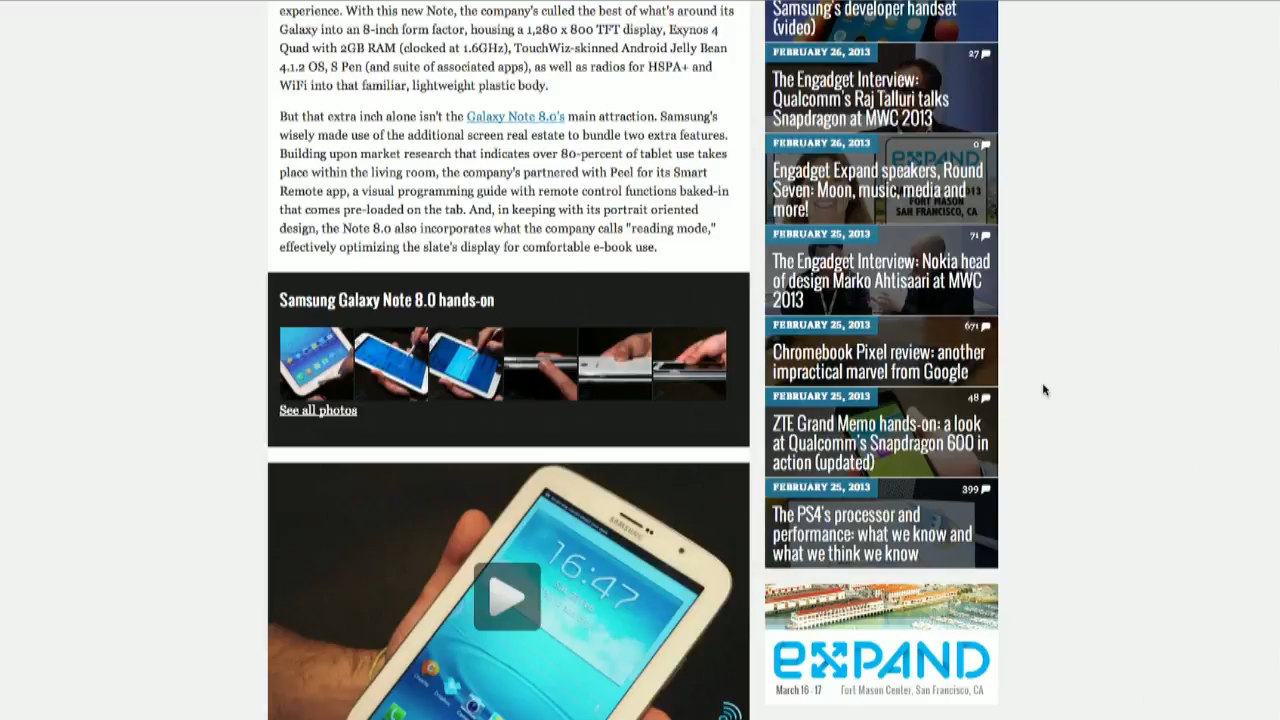 experience. With this new Note, the company's culled the best of what's around its
Galaxy into an 8-inch form factor, housing a 1,280 x 800 TFT display, Exynos 4
Quad with 2GB RAM (clocked at 1.6GHz), TouchWiz-skinned Android Jelly Bean
4.1.2 OS, S Pen (and suite of associated apps), as well as radios for HSPA+ and
WiFi into that familiar, lightweight plastic body.
But that extra inch alone isn't the Galaxy Note 8.0's main attraction. Samsung's
wisely made use of the additional screen real estate to bundle two extra features.
Building upon market research that indicates over 80-percent of tablet use takes
place within the living room, the company's partnered with Peel for its Smart
Remote app, a visual programming guide with remote control functions baked-in
that comes pre-loaded on the tab. And, in keeping with its portrait oriented
design, the Note 8.0 also incorporates what the company calls "reading mode,"
effectively optimizing the slate's display for comfortable e-book use.
Samsung Galaxy Note 8.0 hands-on
See all photos
SAMSUNG
16:47
Samsung's developer handset
(video)
FEBRUARY 26, 2013
27
The Engadget Interview:
Qualcomm's Raj Talluri talks
Snapdragon at MWC 2013
FEBRUARY 26, 2013
0
EXPAND
Engadget Expand speakers, Round
Seven: Moon, music, media and
more!
FORT MASON
SAN FRANCISCO, CA
FEBRUARY 25, 2013
71
The Engadget Interview: Nokia head
of design Marko Ahtisaari at MWC
2013
FEBRUARY 25, 2013
671
Chromebook Pixel review: another
impractical marvel from Google
FEBRUARY 25, 2013
48
ZTE Grand Memo hands-on: a look
at Qualcomm's Snapdragon 600 in
action (updated)
FEBRUARY 25, 2013
399
The PS4's processor and
performance: what we know and
what we think we know
EXPAND
March 16 - 17 Fort Mason Center, San Francisco, CA